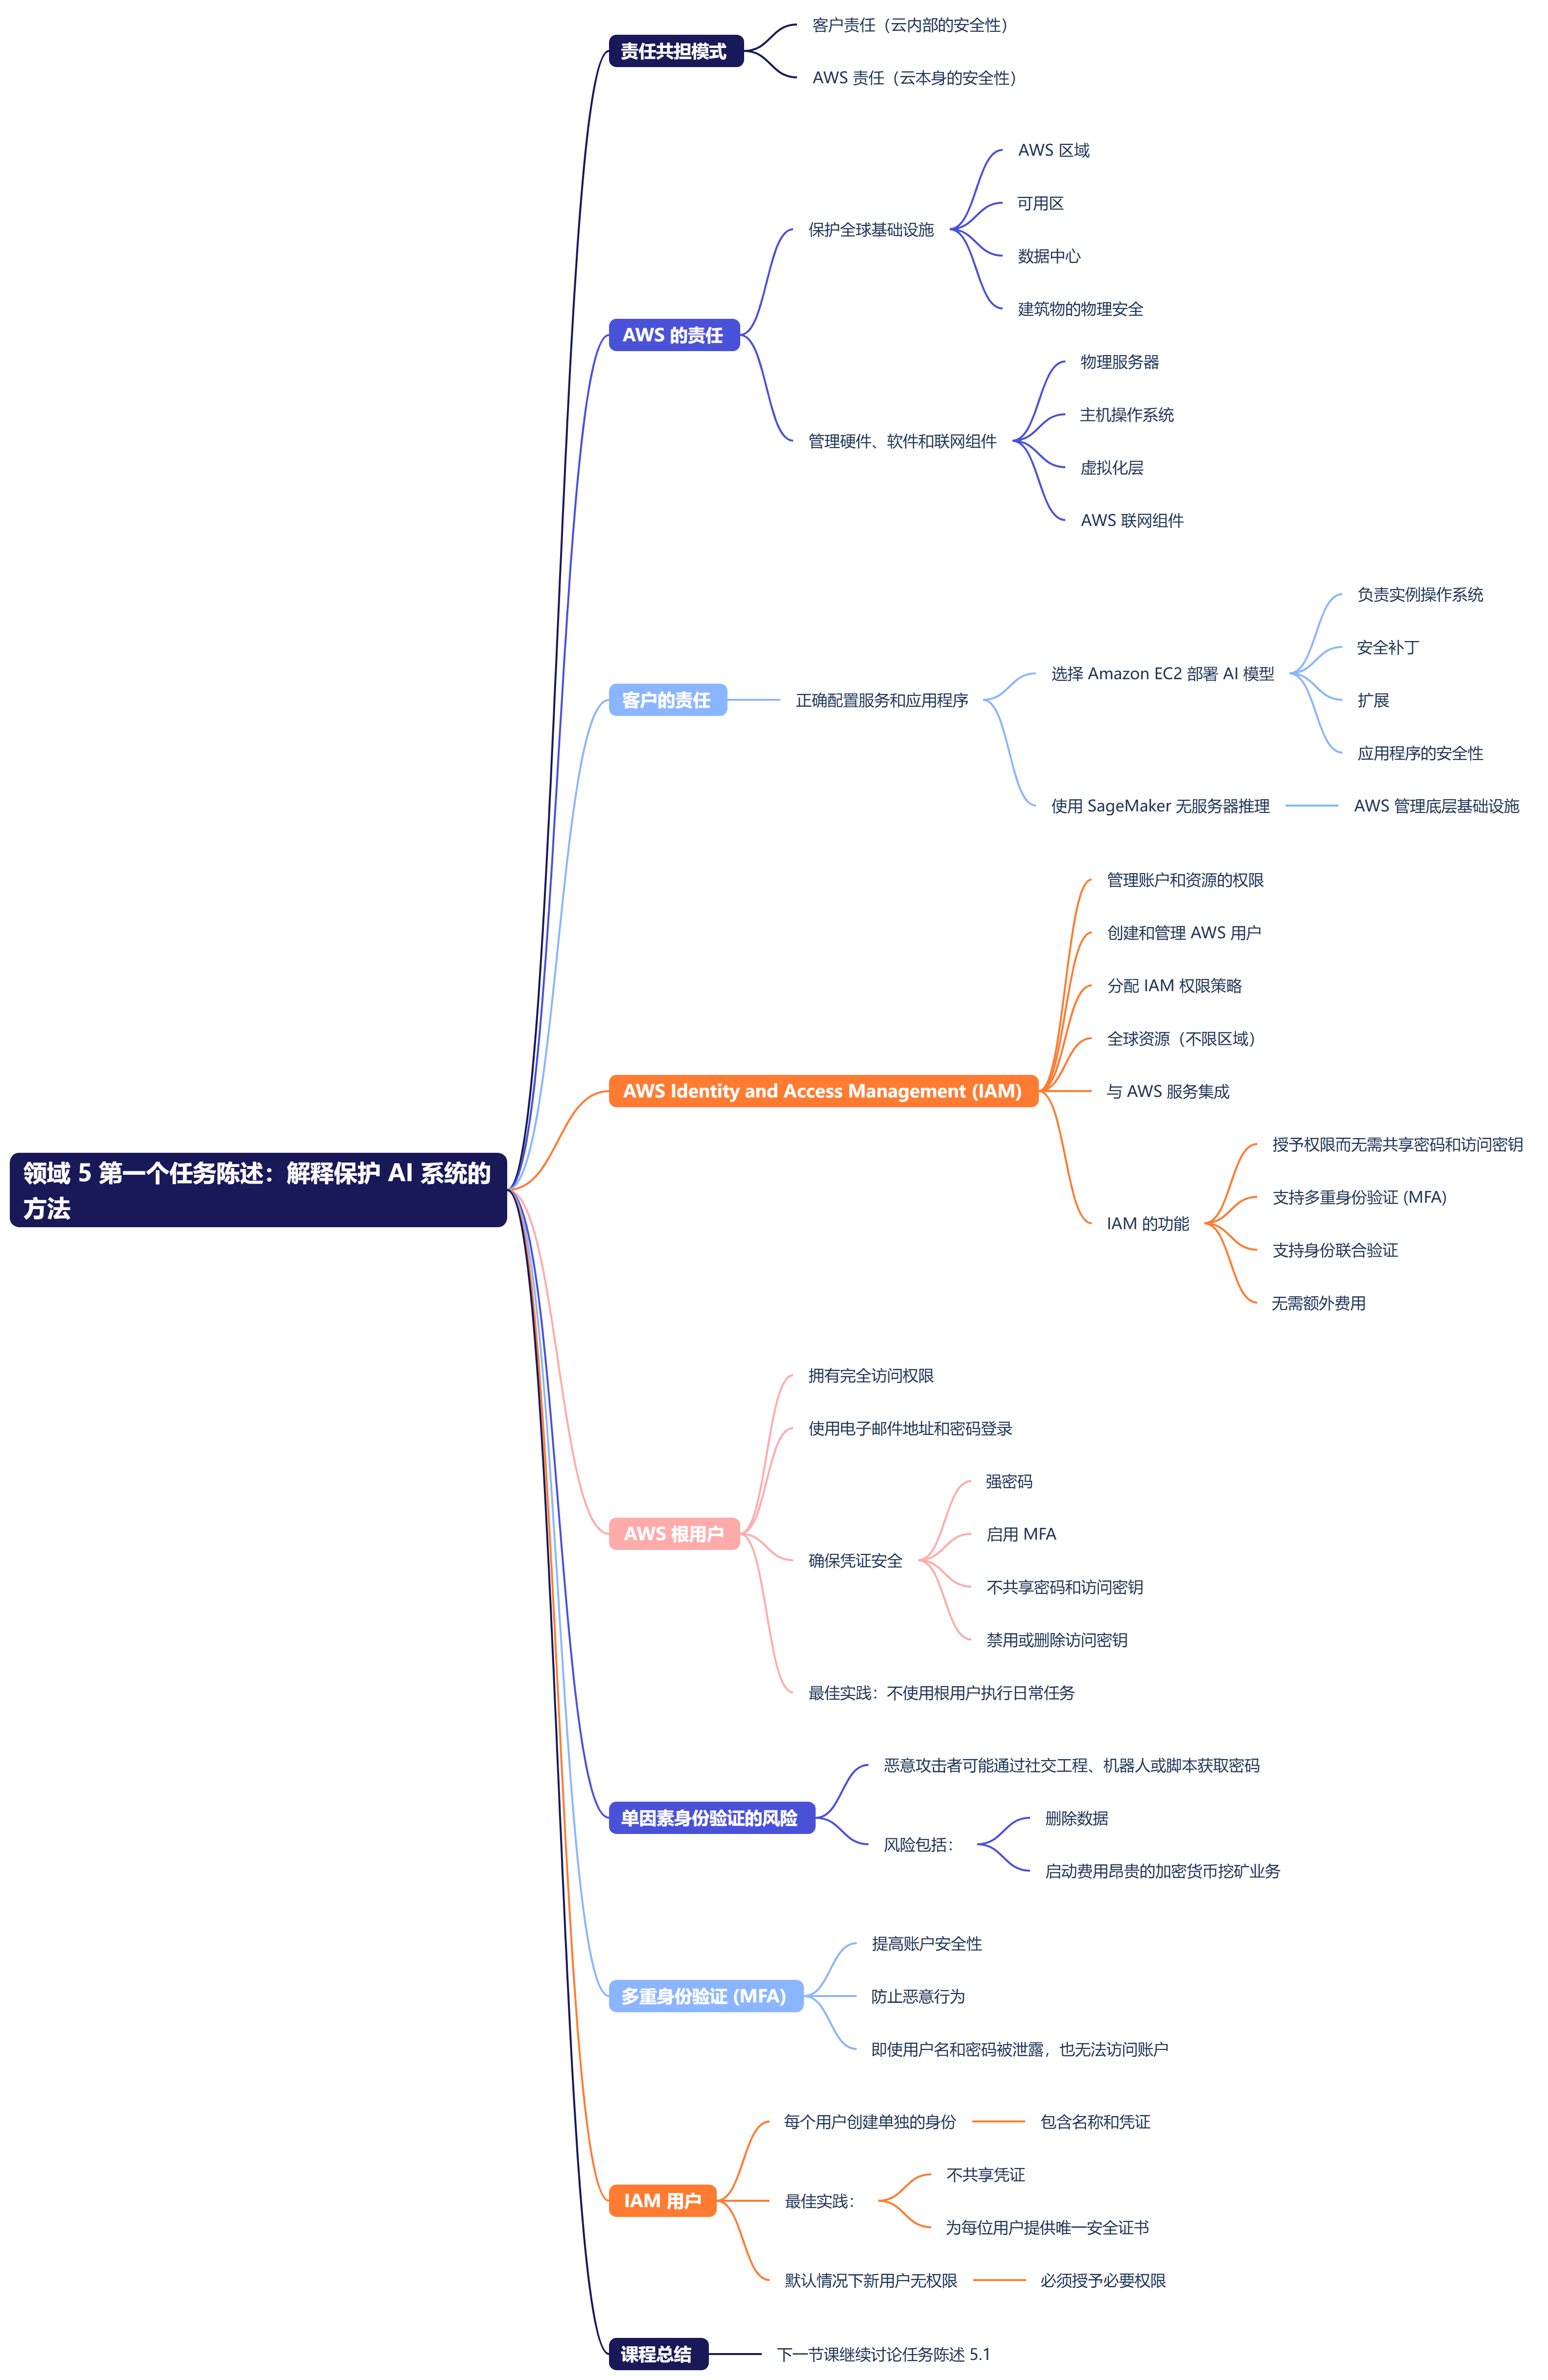 领域 5 第一个任务陈述：解释保护 AI 系统的
方法
责任共担模式
客户责任（云内部的安全性）
AWS 责任（云本身的安全性）
AWS 的责任
保护全球基础设施
AWS 区域
可用区
数据中心
建筑物的物理安全
管理硬件、软件和联网组件
物理服务器
主机操作系统
虚拟化层
AWS 联网组件
客户的责任
正确配置服务和应用程序
选择 Amazon EC2 部署 AI 模型
负责实例操作系统
安全补丁
扩展
应用程序的安全性
使用 SageMaker 无服务器推理
AWS 管理底层基础设施
AWS Identity and Access Management (IAM)
管理账户和资源的权限
创建和管理 AWS 用户
分配 IAM 权限策略
全球资源（不限区域）
与 AWS 服务集成
IAM 的功能
授予权限而无需共享密码和访问密钥
支持多重身份验证 (MFA)
支持身份联合验证
无需额外费用
AWS 根用户
拥有完全访问权限
使用电子邮件地址和密码登录
确保凭证安全
强密码
启用 MFA
不共享密码和访问密钥
禁用或删除访问密钥
最佳实践：不使用根用户执行日常任务
单因素身份验证的风险
恶意攻击者可能通过社交工程、机器人或脚本获取密码
风险包括：
删除数据
启动费用昂贵的加密货币挖矿业务
多重身份验证 (MFA)
提高账户安全性
防止恶意行为
即使用户名和密码被泄露，也无法访问账户
IAM 用户
每个用户创建单独的身份
包含名称和凭证
最佳实践：
不共享凭证
为每位用户提供唯一安全证书
默认情况下新用户无权限
必须授予必要权限
课程总结
下一节课继续讨论任务陈述 5.1